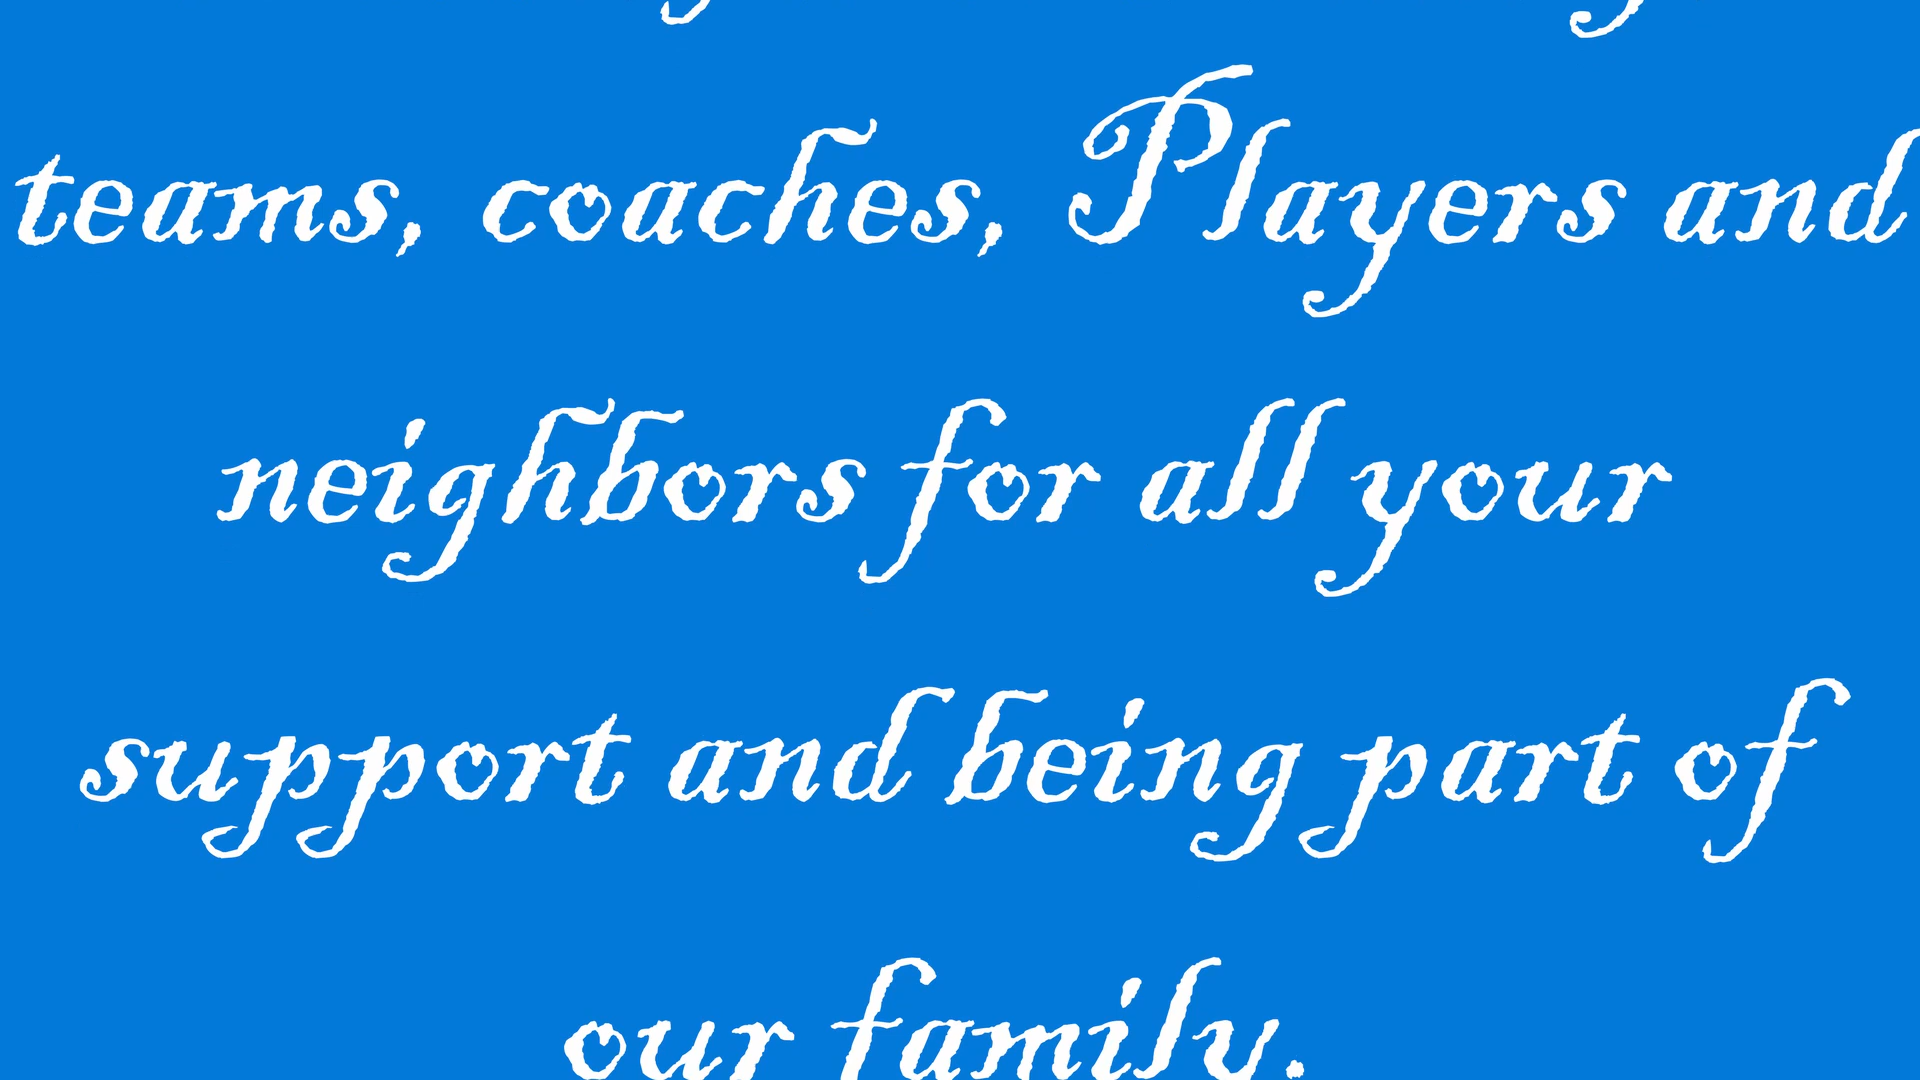 teams, coaches, Players and
neighbors for all your
support and being part of
our family.